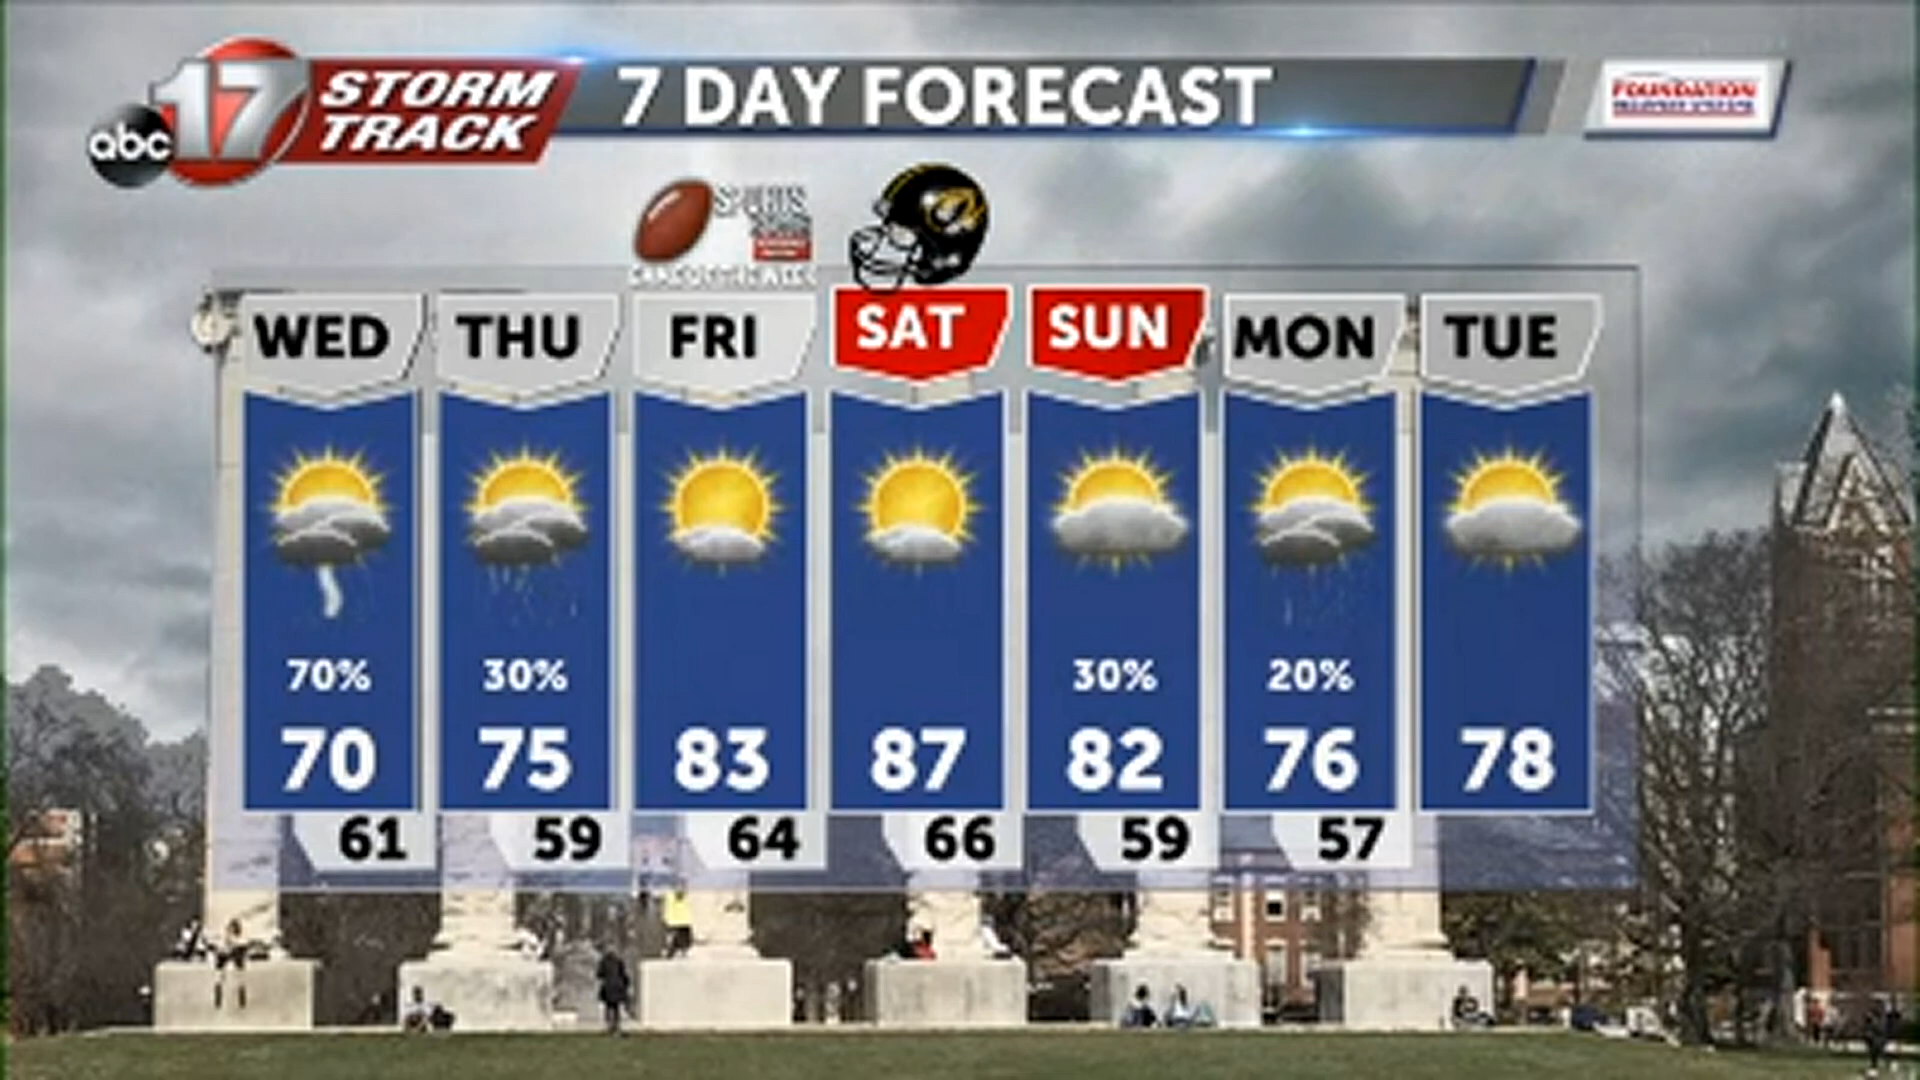 abc 17 STORM TRACK
7 DAY FORECAST
FOUNDATION
SPORTS
WED THU FRI SAT SUN MON TUE
70% 30% 30% 20%
70 75 83 87 82 76 78
61 59 64 66 59 57